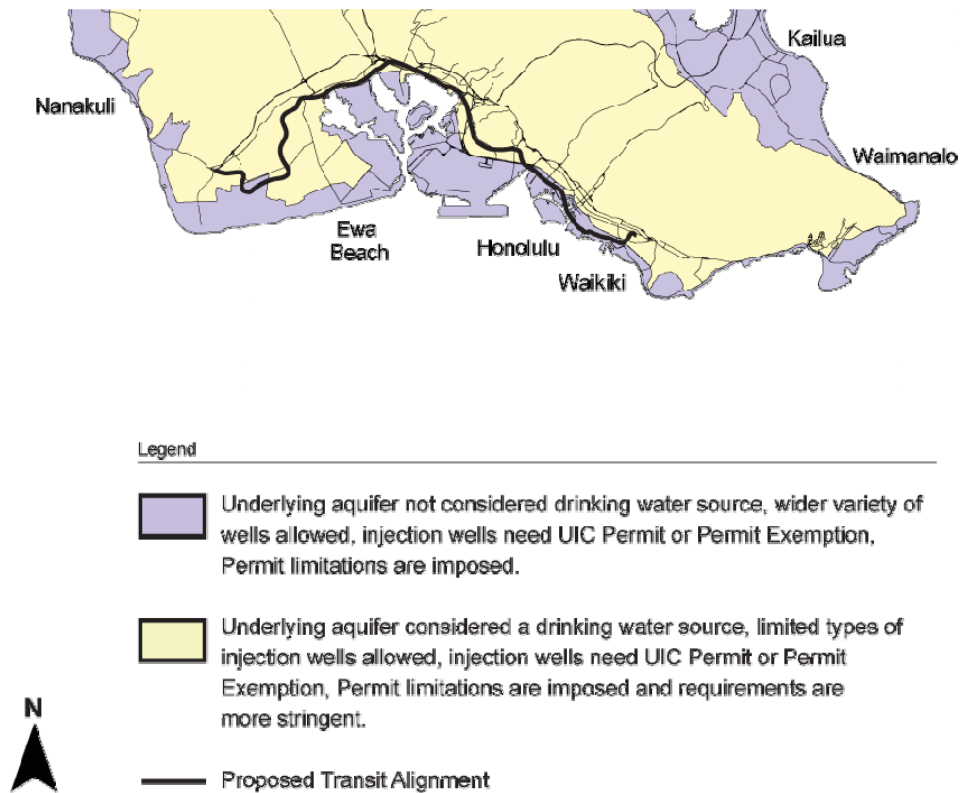 Kailua
Nanakuli
Waimanalo
Ewa
Beach
Honolulu
Waikiki
Legend
Underlying aquifer not considered drinking water source, wider variety of
wells allowed, injection wells need UIC Permit or Permit Exemption,
Permit limitations are imposed.
Underlying aquifer considered a drinking water source, limited types of
injection wells allowed, injection wells need UIC Permit or Permit
Exemption, Permit limitations are imposed and requirements are
more stringent.
N
Proposed Transit Alignment